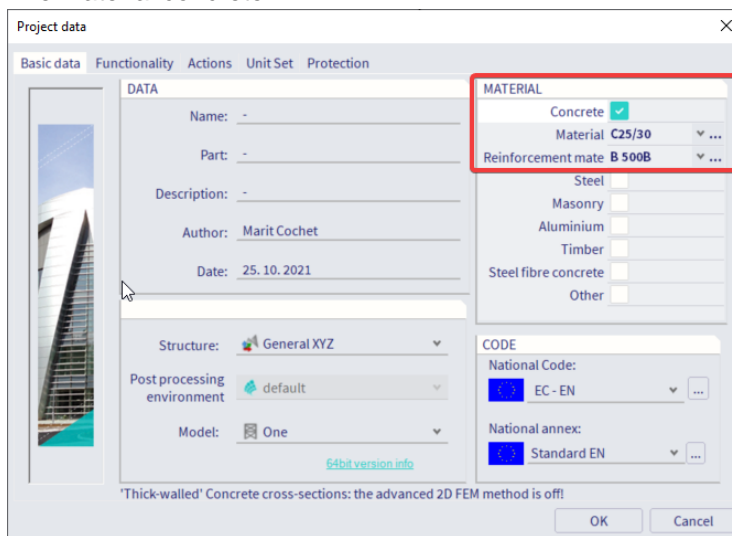 Project data
Basic data Functionality Actions Unit Set Protection
DATA
Name: -
Part: -
Description: -
Author: Marit Cochet
Date: 25. 10. 2021
Structure: General XYZ
Post processing
environment default
Model: One
64bit version info
MATERIAL
Concrete
Material C25/30 ...
Reinforcement mate B 500B ...
Steel
Masonry
Aluminium
Timber
Steel fibre concrete
Other
CODE
National Code:
EC - EN ...
National annex:
Standard EN ...
'Thick-walled' Concrete cross-sections: the advanced 2D FEM method is off!
OK Cancel